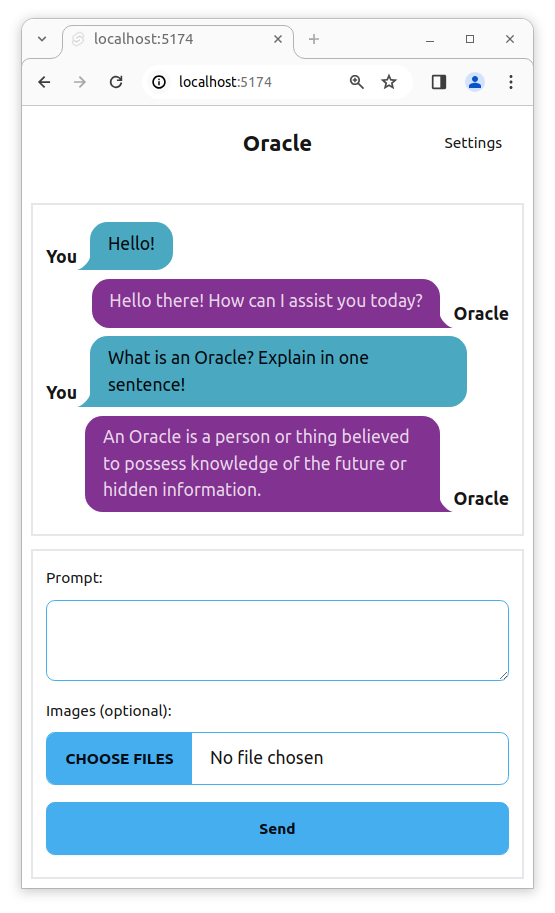 localhost:5174
localhost:5174
Oracle
Settings
Hello!
You
Hello there! How can I assist you today?
Oracle
What is an Oracle? Explain in one
sentence!
You
An Oracle is a person or thing believed
to possess knowledge of the future or
hidden information.
Oracle
Prompt:
Images (optional):
CHOOSE FILES No file chosen
Send